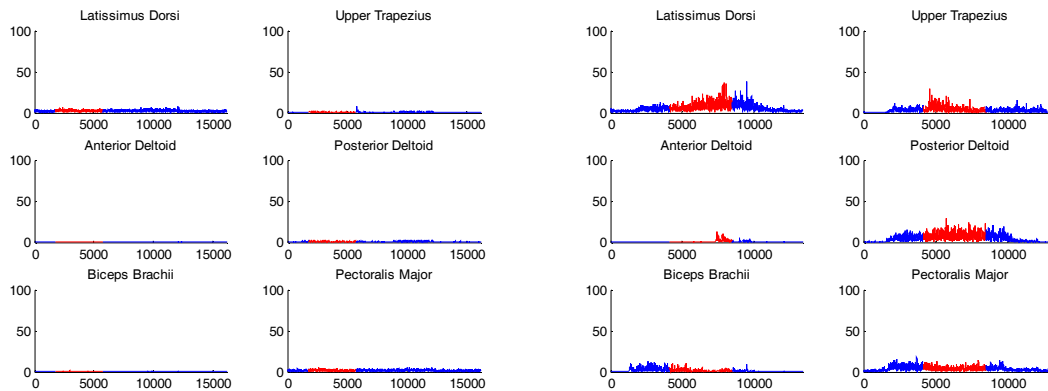 Latissimus Dorsi Upper Trapezius Latissimus Dorsi Upper Trapezius
100 100 100 100
50 50 50 50
0 0 0 0
0 5000 10000 15000 0 5000 10000 15000 0 5000 10000 0 5000 10000
Anterior Deltoid Posterior Deltoid Anterior Deltoid Posterior Deltoid
100 100 100 100
50 50 50 50
0 0 0 0
0 5000 10000 15000 0 5000 10000 15000 0 5000 10000 0 5000 10000
Biceps Brachii Pectoralis Major Biceps Brachii Pectoralis Major
100 100 100 100
50 50 50 50
0 0 0 0
0 5000 10000 15000 0 5000 10000 15000 0 5000 10000 0 5000 10000